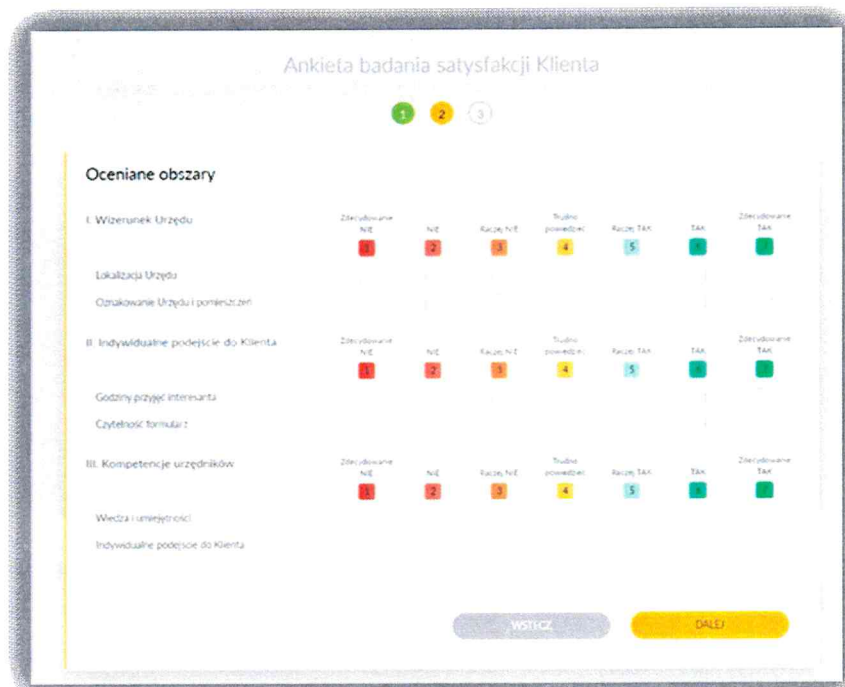 Ankieta badania satysfakcji Klienta
1 2 3
Oceniane obszary
I. Wizerunek Urzędu
Zdecydowanie NIE NIE Raczej NIE Trudno powiedzieć Raczej TAK TAK Zdecydowanie TAK
1 2 3 4 5 6 7
Lokalizacja Urzędu
Oznakowanie Urzędu i pomieszczeń
II. Indywidualne podejście do Klienta
Zdecydowanie NIE NIE Raczej NIE Trudno powiedzieć Raczej TAK TAK Zdecydowanie TAK
1 2 3 4 5 6 7
Godziny przyjęć interesanta
Czytelność formularz
III. Kompetencje urzędników
Zdecydowanie NIE NIE Raczej NIE Trudno powiedzieć Raczej TAK TAK Zdecydowanie TAK
1 2 3 4 5 6 7
Wiedza i umiejętności
Indywidualne podejście do Klienta
WSTECZ DALEJ